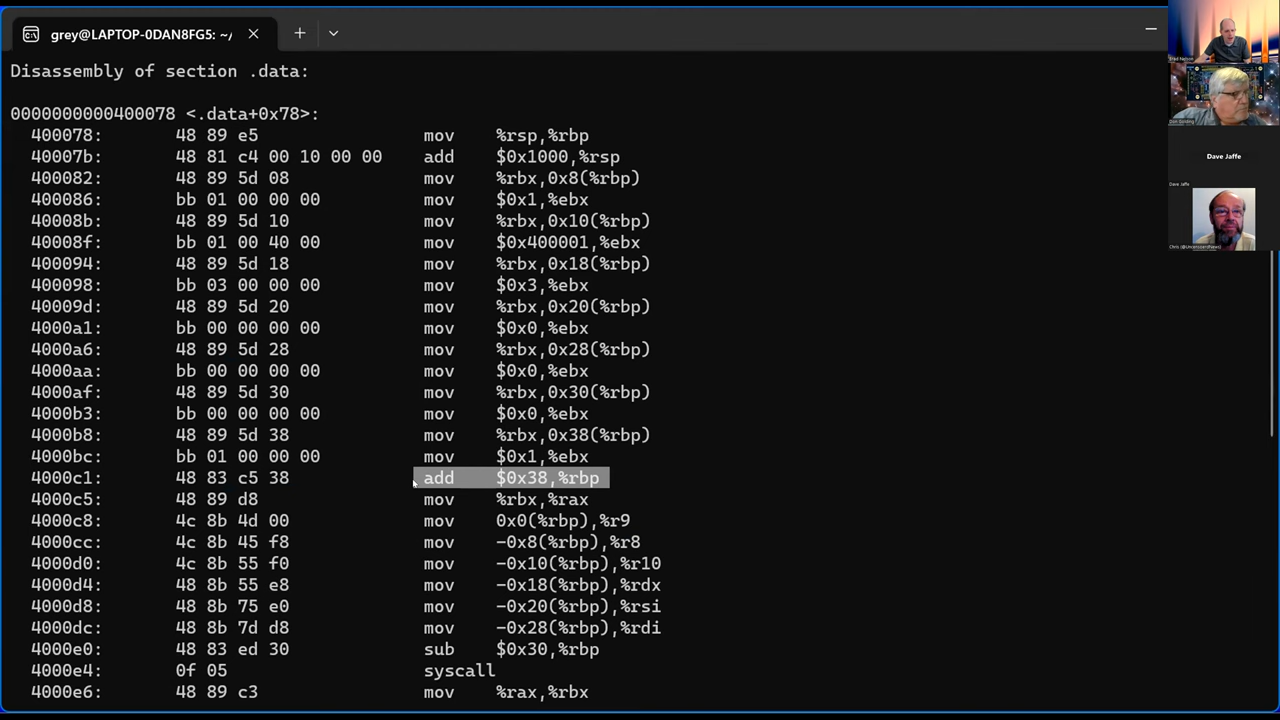 grey@LAPTOP-0DAN8FG5: ~/
Disassembly of section .data:
0000000000400078 <.data+0x78>:
400078: 48 89 e5 mov %rsp,%rbp
40007b: 48 81 c4 00 10 00 00 add $0x1000,%rsp
400082: 48 89 5d 08 mov %rbx,0x8(%rbp)
400086: bb 01 00 00 00 mov $0x1,%ebx
40008b: 48 89 5d 10 mov %rbx,0x10(%rbp)
40008f: bb 01 00 40 00 mov $0x400001,%ebx
400094: 48 89 5d 18 mov %rbx,0x18(%rbp)
400098: bb 03 00 00 00 mov $0x3,%ebx
40009d: 48 89 5d 20 mov %rbx,0x20(%rbp)
4000a1: bb 00 00 00 00 mov $0x0,%ebx
4000a6: 48 89 5d 28 mov %rbx,0x28(%rbp)
4000aa: bb 00 00 00 00 mov $0x0,%ebx
4000af: 48 89 5d 30 mov %rbx,0x30(%rbp)
4000b3: bb 00 00 00 00 mov $0x0,%ebx
4000b8: 48 89 5d 38 mov %rbx,0x38(%rbp)
4000bc: bb 01 00 00 00 mov $0x1,%ebx
4000c1: 48 83 c5 38 add $0x38,%rbp
4000c5: 48 89 d8 mov %rbx,%rax
4000c8: 4c 8b 4d 00 mov 0x0(%rbp),%r9
4000cc: 4c 8b 45 f8 mov -0x8(%rbp),%r8
4000d0: 4c 8b 55 f0 mov -0x10(%rbp),%r10
4000d4: 48 8b 55 e8 mov -0x18(%rbp),%rdx
4000d8: 48 8b 75 e0 mov -0x20(%rbp),%rsi
4000dc: 48 8b 7d d8 mov -0x28(%rbp),%rdi
4000e0: 48 83 ed 30 sub $0x30,%rbp
4000e4: 0f 05 syscall
4000e6: 48 89 c3 mov %rax,%rbx
Dave Jaffe
Dave Jaffe